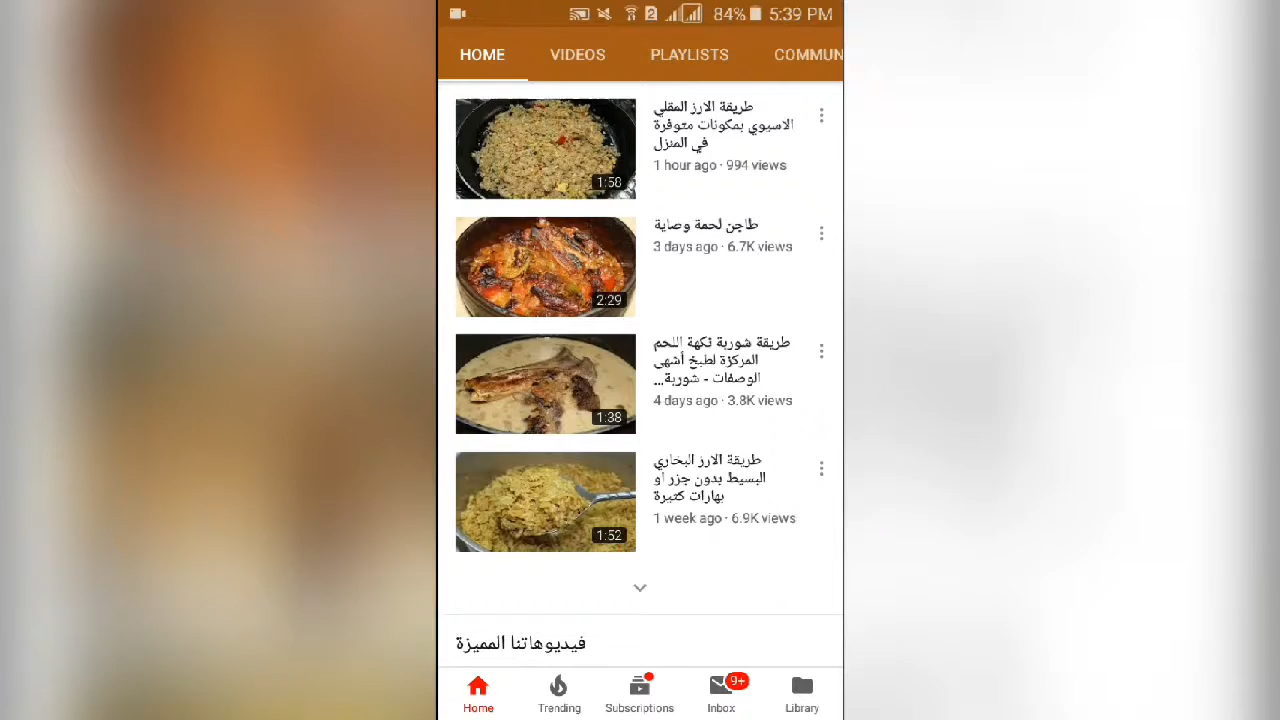 2 84% 5:39 PM
HOME VIDEOS PLAYLISTS COMMUN
طريقة الارز المقلي
الاسيوي بمكونات متوفرة
في المنزل
1 hour ago · 994 views
1:58
طاجن لحمة وصاية
3 days ago · 6.7K views
2:29
طريقة شوربة نكهة اللحم
المركزة لطبخ أشهى
الوصفات - شوربة...
4 days ago · 3.8K views
1:38
طريقة الارز البخاري
البسيط بدون جزر او
بهارات كثيرة
1 week ago · 6.9K views
1:52
فيديوهاتنا المميزة
9+
Home Trending Subscriptions Inbox Library